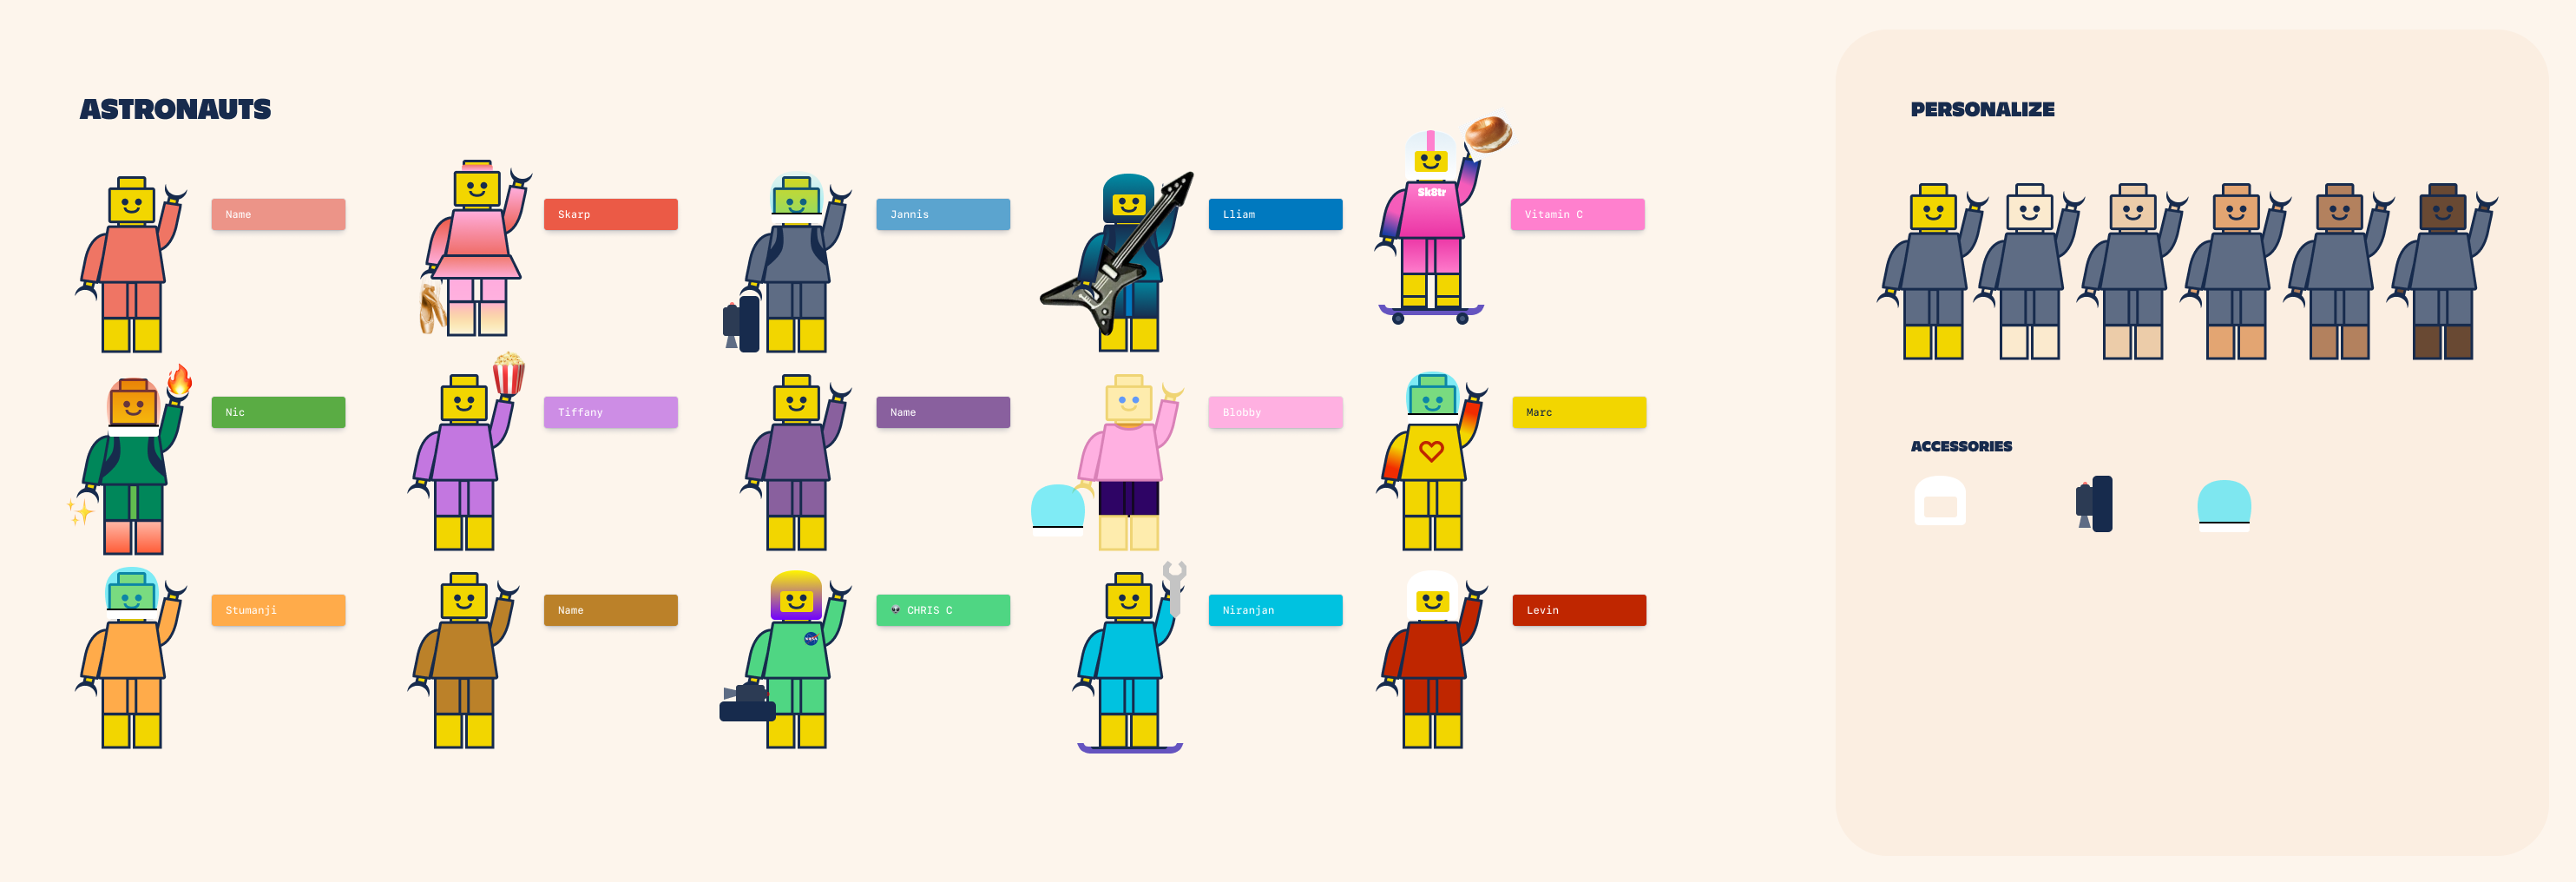 ASTRONAUTS
PERSONALIZE
Name
Skarp
Jannis
Lliam
Sk8tr
Vitamin C
Nic
Tiffany
Name
Blobby
Marc
ACCESSORIES
Stumanji
Name
👽 CHRIS C
NASA
Niranjan
Levin